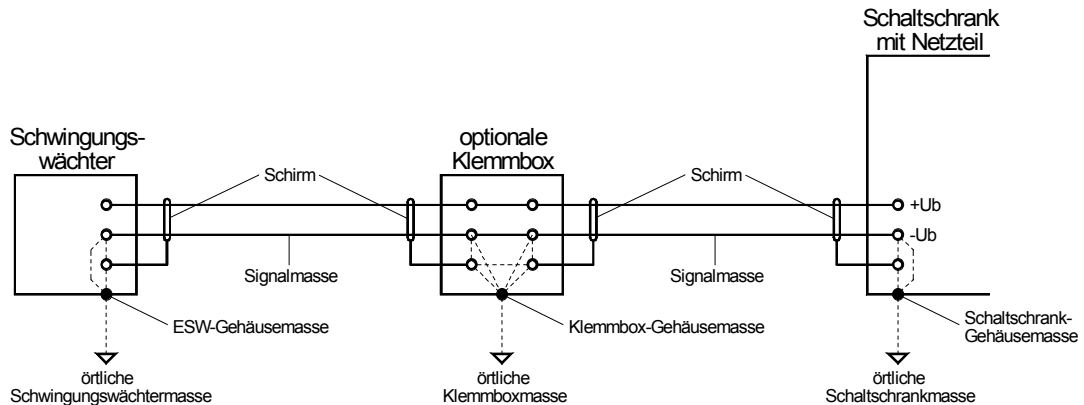 Schaltschrank
mit Netzteil
Schwingungs-
wächter
optionale
Klemmbox
Schirm
Schirm
+Ub
-Ub
Signalmasse
Signalmasse
ESW-Gehäusemasse
Klemmbox-Gehäusemasse
Schaltschrank-
Gehäusemasse
örtliche
Schwingungswächtermasse
örtliche
Klemmboxmasse
örtliche
Schaltschrankmasse